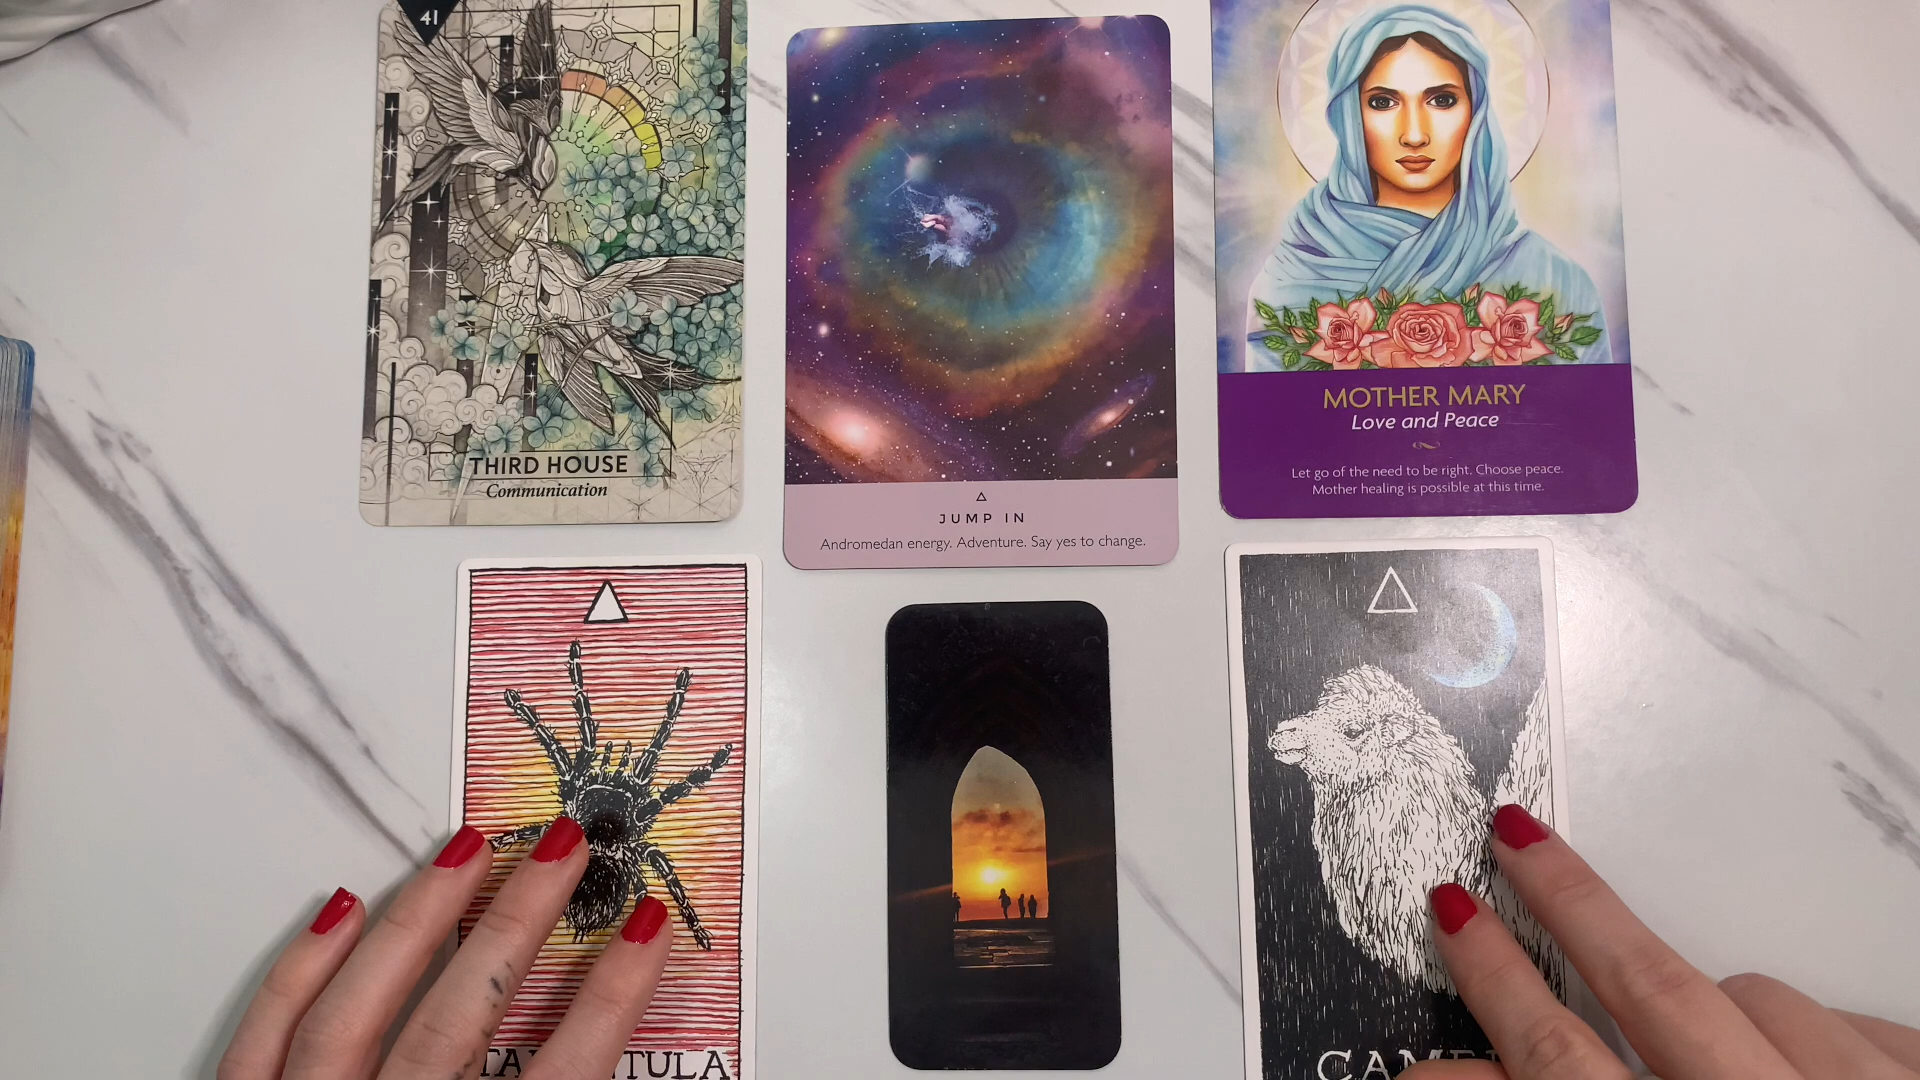 41
THIRD HOUSE
Communication
JUMP IN
Andromedan energy. Adventure. Say yes to change.
MOTHER MARY
Love and Peace
Let go of the need to be right. Choose peace.
Mother healing is possible at this time.